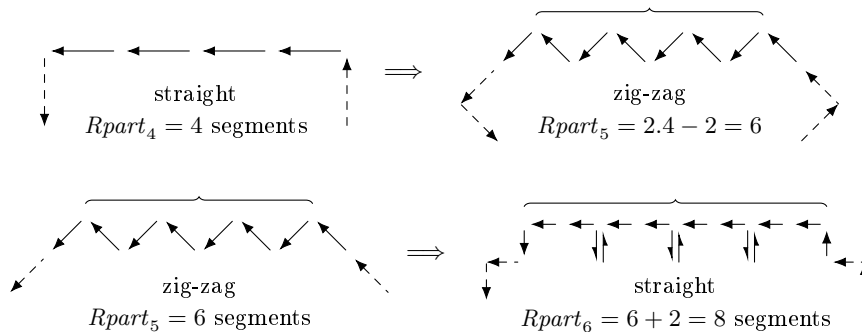 ⟹
straight
Rpart₄ = 4 segments
zig-zag
Rpart₅ = 2.4 − 2 = 6
⟹
zig-zag
Rpart₅ = 6 segments
straight
Rpart₆ = 6 + 2 = 8 segments